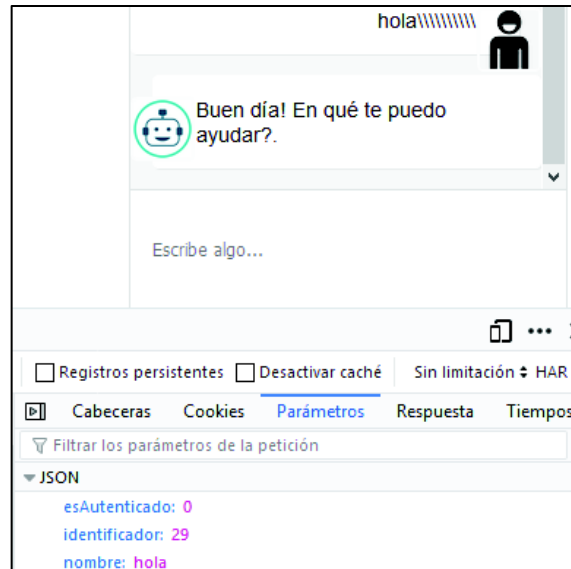 hola\\\\\\\\\\
Buen día! En qué te puedo
ayudar?.
Escribe algo...
Registros persistentes Desactivar caché Sin limitación HAR
Cabeceras Cookies Parámetros Respuesta Tiempos
Filtrar los parámetros de la petición
JSON
esAutenticado: 0
identificador: 29
nombre: hola